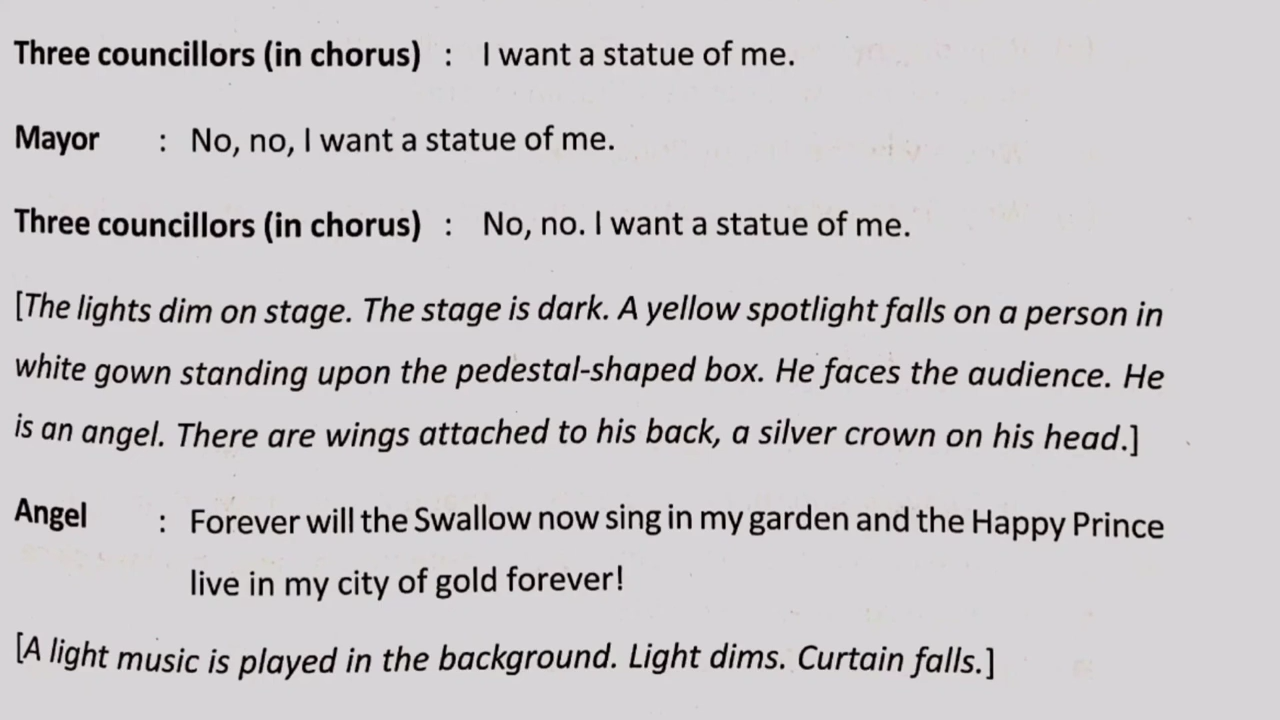 Three councillors (in chorus) : I want a statue of me.
Mayor : No, no, I want a statue of me.
Three councillors (in chorus) : No, no. I want a statue of me.
[The lights dim on stage. The stage is dark. A yellow spotlight falls on a person in
white gown standing upon the pedestal-shaped box. He faces the audience. He
is an angel. There are wings attached to his back, a silver crown on his head.]
Angel : Forever will the Swallow now sing in my garden and the Happy Prince
live in my city of gold forever!
[A light music is played in the background. Light dims. Curtain falls.]